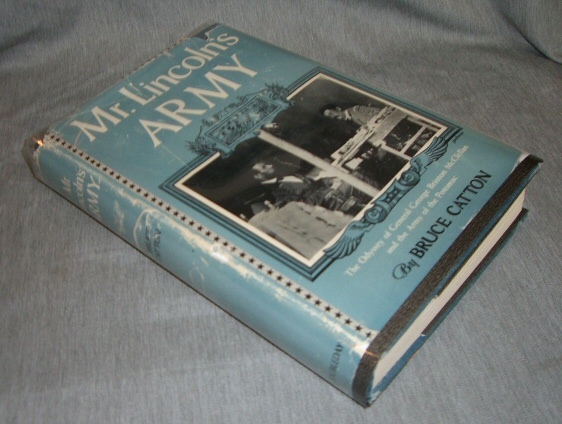 Mr. Lincoln's
ARMY
The Odyssey of General George Brinton McClellan
and the Army of the Potomac
By BRUCE CATTON
Mr.
Lincoln's
ARMY